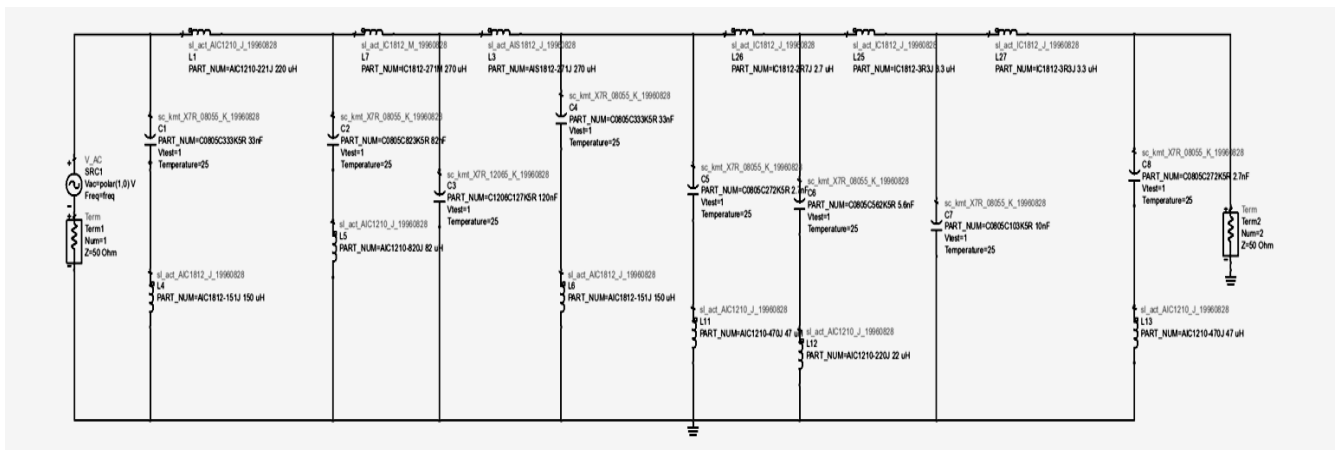 sl_act_AIC1210_J_19960828
L1
PART_NUM=AIC1210-221J 220 uH
sl_act_IC1812_M_19960828
L7
PART_NUM=IC1812-271M 270 uH
sl_act_AIS1812_J_19960828
L3
PART_NUM=AIS1812-271J 270 uH
sl_act_IC1812_J_19960828
L26
PART_NUM=IC1812-2R7J 2.7 uH
sl_act_IC1812_J_19960828
L25
PART_NUM=IC1812-3R3J 3.3 uH
sl_act_IC1812_J_19960828
L27
PART_NUM=IC1812-3R3J 3.3 uH
sc_kmt_X7R_08055_K_19960828
C1
PART_NUM=C0805C333K5R 33nF
Vtest=1
Temperature=25
sc_kmt_X7R_08055_K_19960828
C2
PART_NUM=C0805C823K5R 82nF
Vtest=1
Temperature=25
sc_kmt_X7R_12065_K_19960828
C3
PART_NUM=C1206C127K5R 120nF
Vtest=1
Temperature=25
sc_kmt_X7R_08055_K_19960828
C4
PART_NUM=C0805C333K5R 33nF
Vtest=1
Temperature=25
sc_kmt_X7R_08055_K_19960828
C5
PART_NUM=C0805C272K5R 2.7nF
Vtest=1
Temperature=25
sc_kmt_X7R_08055_K_19960828
C6
PART_NUM=C0805C562K5R 5.6nF
Vtest=1
Temperature=25
sc_kmt_X7R_08055_K_19960828
C7
PART_NUM=C0805C103K5R 10nF
Vtest=1
Temperature=25
sc_kmt_X7R_08055_K_19960828
C8
PART_NUM=C0805C272K5R 2.7nF
Vtest=1
Temperature=25
V_AC
SRC1
Vac=polar(1,0) V
Freq=freq
Term
Term1
Num=1
Z=50 Ohm
Term
Term2
Num=2
Z=50 Ohm
sl_act_AIC1812_J_19960828
L4
PART_NUM=AIC1812-151J 150 uH
sl_act_AIC1210_J_19960828
L5
PART_NUM=AIC1210-820J 82 uH
sl_act_AIC1812_J_19960828
L6
PART_NUM=AIC1812-151J 150 uH
sl_act_AIC1210_J_19960828
L11
PART_NUM=AIC1210-470J 47 uH
sl_act_AIC1210_J_19960828
L12
PART_NUM=AIC1210-220J 22 uH
sl_act_AIC1210_J_19960828
L13
PART_NUM=AIC1210-470J 47 uH